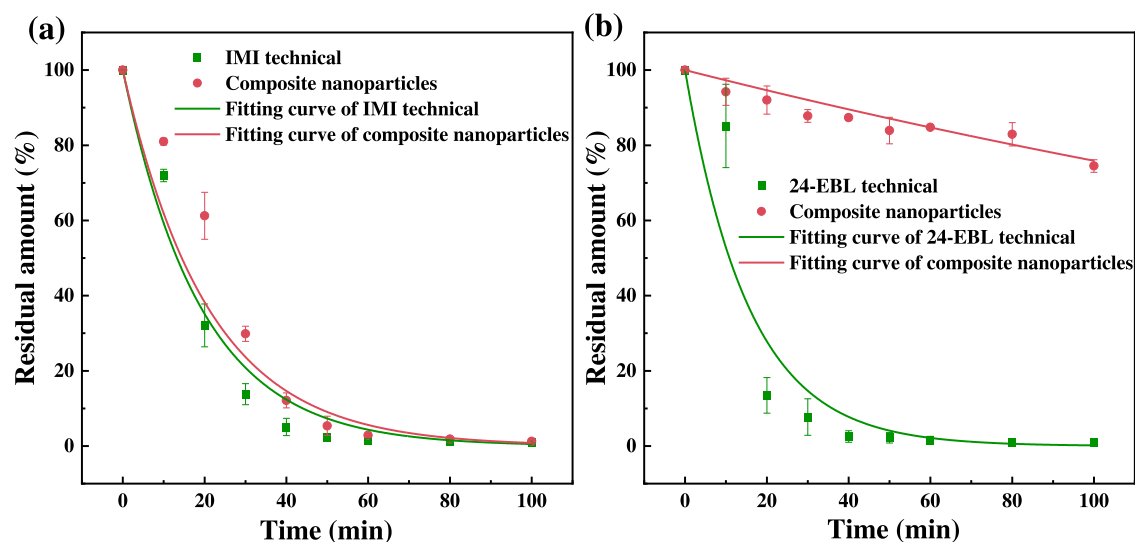 (a)
IMI technical
Composite nanoparticles
Fitting curve of IMI technical
Fitting curve of composite nanoparticles
Residual amount (%)
100
80
60
40
20
0
0 20 40 60 80 100
Time (min)
(b)
24-EBL technical
Composite nanoparticles
Fitting curve of 24-EBL technical
Fitting curve of composite nanoparticles
Residual amount (%)
100
80
60
40
20
0
0 20 40 60 80 100
Time (min)